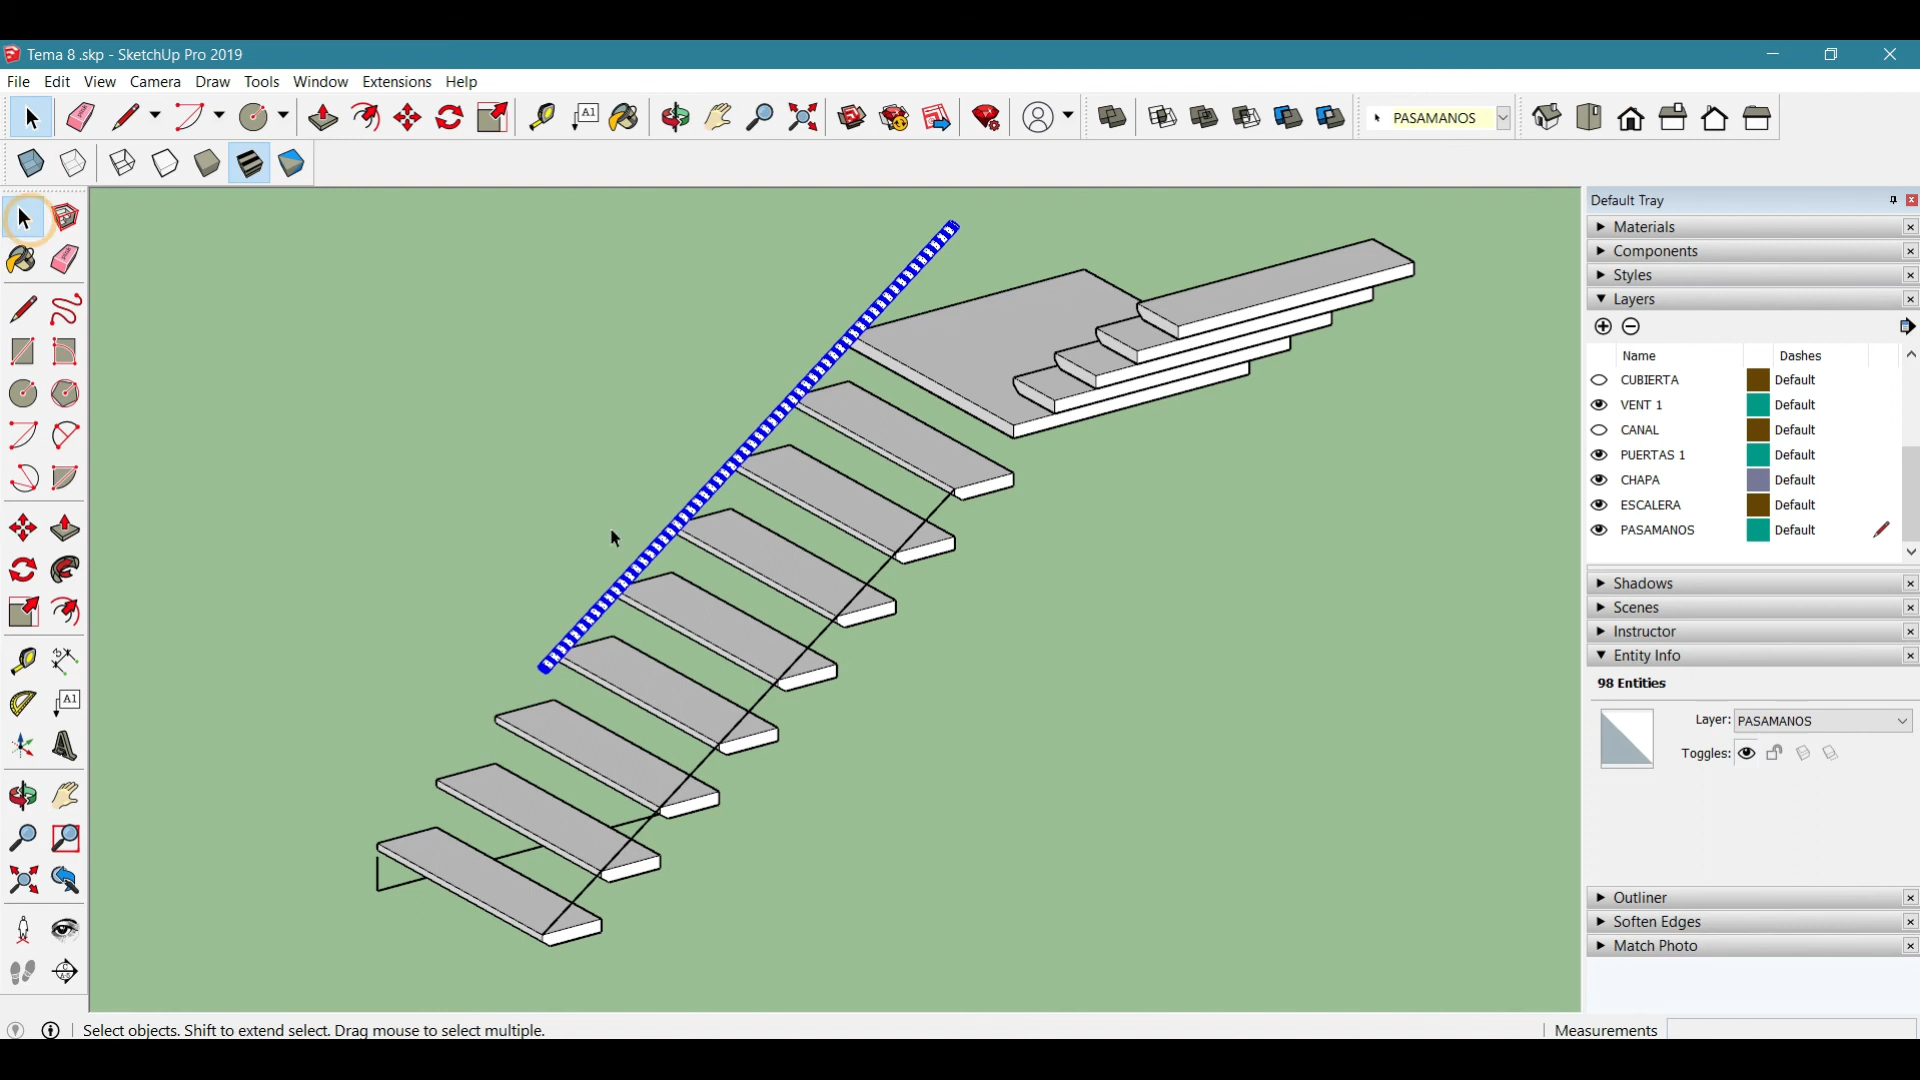 Tema 8 .skp - SketchUp Pro 2019
File Edit View Camera Draw Tools Window Extensions Help
A1
PASAMANOS
Default Tray
Materials
Components
Styles
Layers
Name Dashes
CUBIERTA Default
VENT 1 Default
CANAL Default
PUERTAS 1 Default
CHAPA Default
ESCALERA Default
PASAMANOS Default
Shadows
Scenes
Instructor
Entity Info
98 Entities
Layer: PASAMANOS
A1
Toggles:
Outliner
Soften Edges
Match Photo
Select objects. Shift to extend select. Drag mouse to select multiple.
Measurements